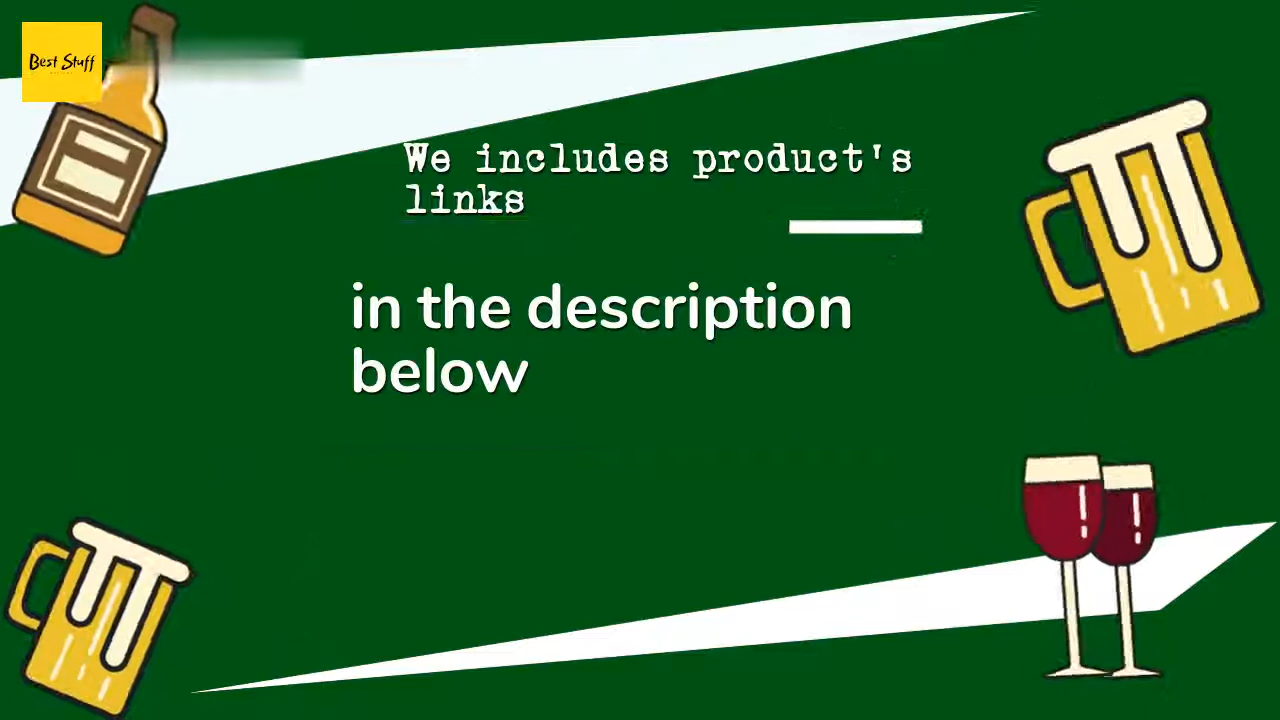 Best Stuff
We includes product's
links
in the description
below